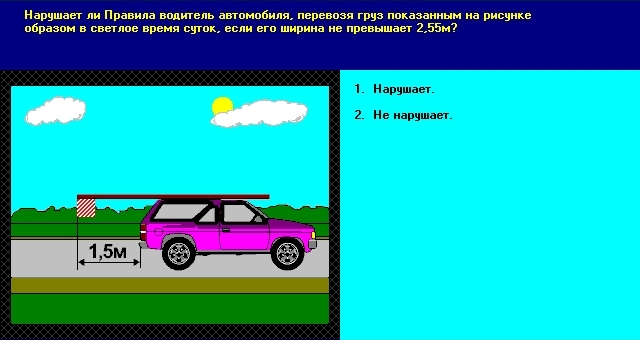 Нарушает ли Правила водитель автомобиля, перевозя груз показанным на рисунке
образом в светлое время суток, если его ширина не превышает 2,55м?
1. Нарушает.
2. Не нарушает.
1,5м